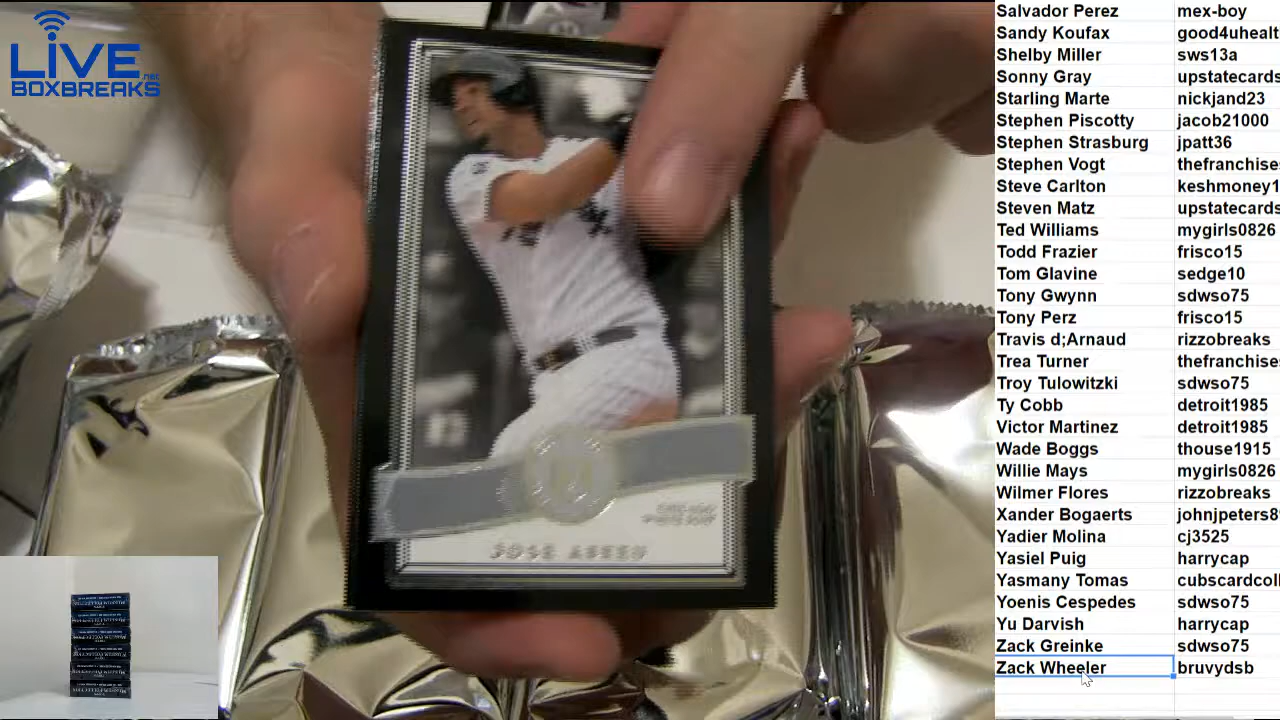 LIVE
.net
BOXBREAKS
JOSE ABREU
Salvador Perez mex-boy
Sandy Koufax good4uhealt
Shelby Miller sws13a
Sonny Gray upstatecards
Starling Marte nickjand23
Stephen Piscotty jacob21000
Stephen Strasburg jpatt36
Stephen Vogt thefranchise
Steve Carlton keshmoney1
Steven Matz upstatecards
Ted Williams mygirls0826
Todd Frazier frisco15
Tom Glavine sedge10
Tony Gwynn sdwso75
Tony Perz frisco15
Travis d;Arnaud rizzobreaks
Trea Turner thefranchise
Troy Tulowitzki sdwso75
Ty Cobb detroit1985
Victor Martinez detroit1985
Wade Boggs thouse1915
Willie Mays mygirls0826
Wilmer Flores rizzobreaks
Xander Bogaerts johnjpeters8
Yadier Molina cj3525
Yasiel Puig harrycap
Yasmany Tomas cubscardcoll
Yoenis Cespedes sdwso75
Yu Darvish harrycap
Zack Greinke sdwso75
Zack Wheeler bruvydsb